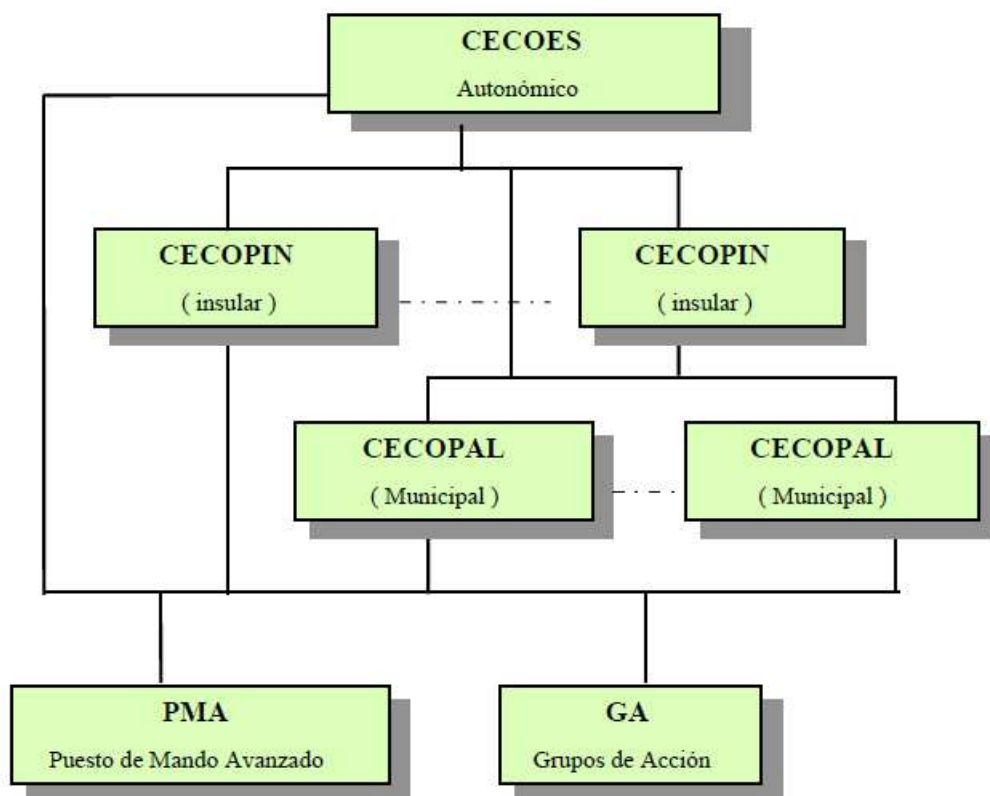 CECOES
Autonómico
CECOPIN
( insular )
CECOPIN
( insular )
CECOPAL
( Municipal )
CECOPAL
( Municipal )
PMA
Puesto de Mando Avanzado
GA
Grupos de Acción